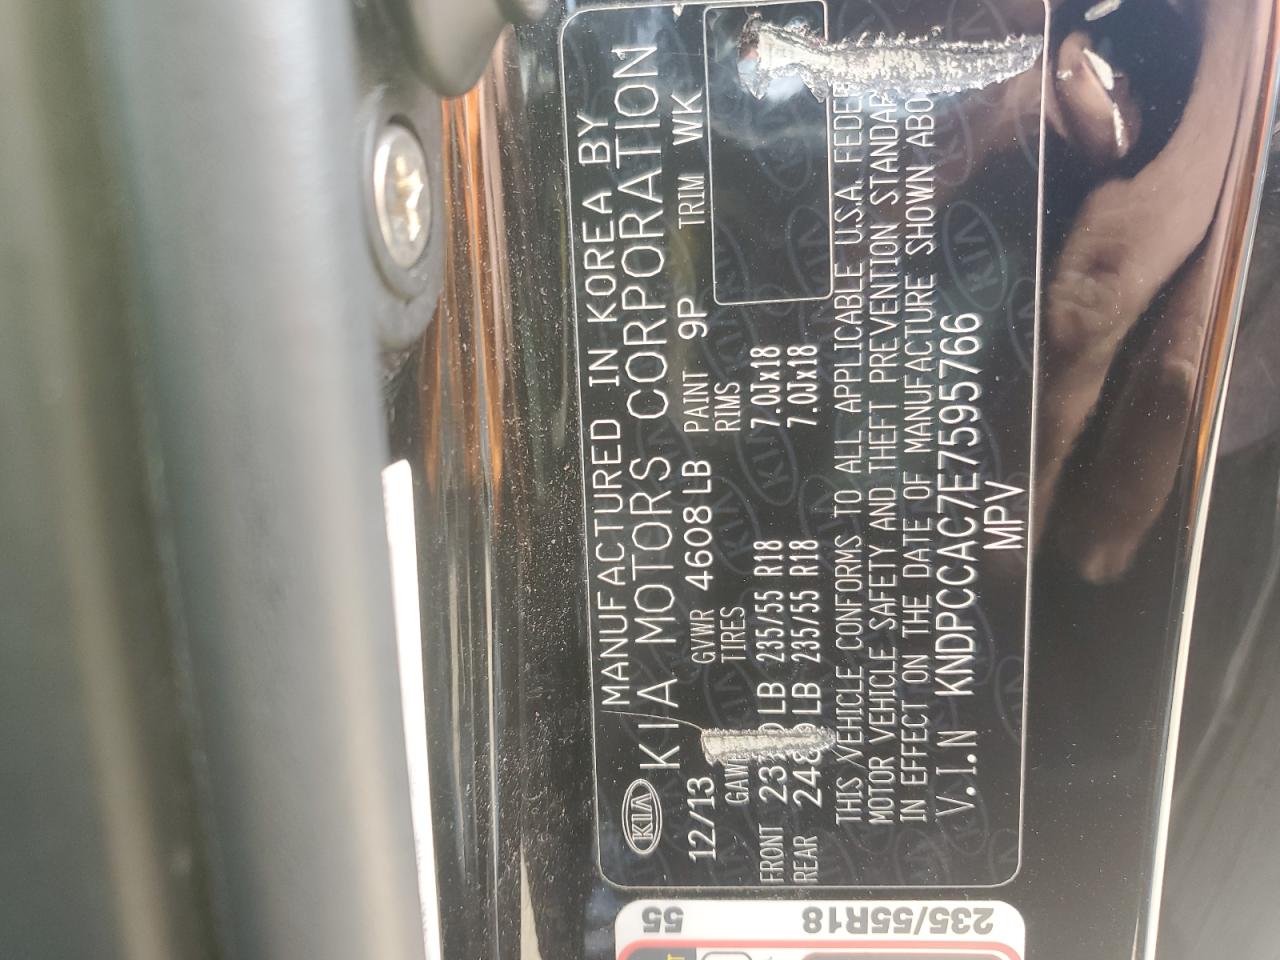 KIA
MANUFACTURED IN KOREA BY
KIA MOTORS CORPORATION
12/13 GVWR 4608LB PAINT 9P TRIM WK
TIRES RIMS
FRONT LB 235/55 R18 7.0Jx18
REAR LB 235/55 R18 7.0Jx18
THIS VEHICLE CONFORMS TO ALL APPLICABLE U.S.A. FEDER
MOTOR VEHICLE SAFETY AND THEFT PREVENTION STANDAR
IN EFFECT ON THE DATE OF MANUFACTURE SHOWN ABO
V.I.N KNDPCCAC7E7595766
MPV
235/55R18
55